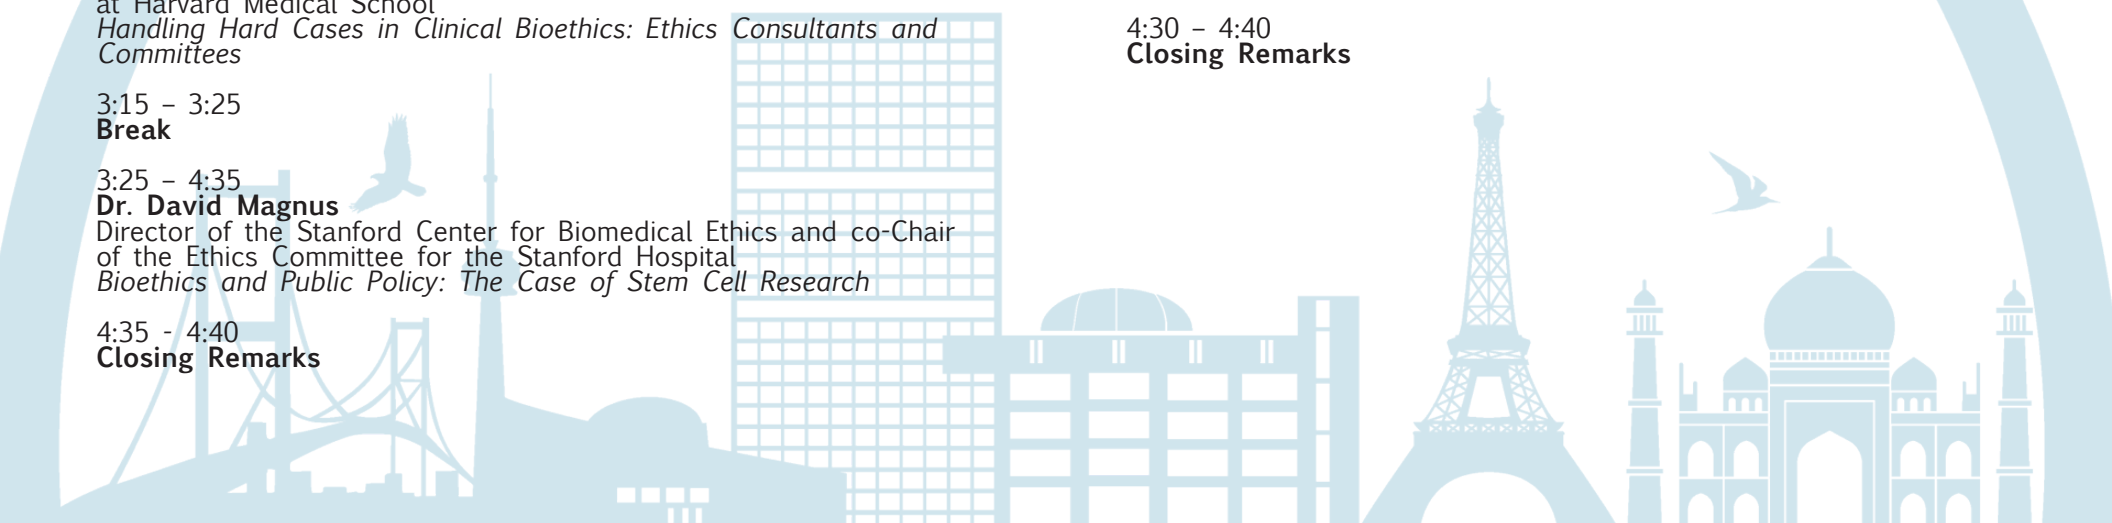 at Harvard Medical School
Handling Hard Cases in Clinical Bioethics: Ethics Consultants and
Committees
3:15 – 3:25
Break
3:25 – 4:35
Dr. David Magnus
Director of the Stanford Center for Biomedical Ethics and co-Chair
of the Ethics Committee for the Stanford Hospital
Bioethics and Public Policy: The Case of Stem Cell Research
4:35 - 4:40
Closing Remarks
4:30 – 4:40
Closing Remarks